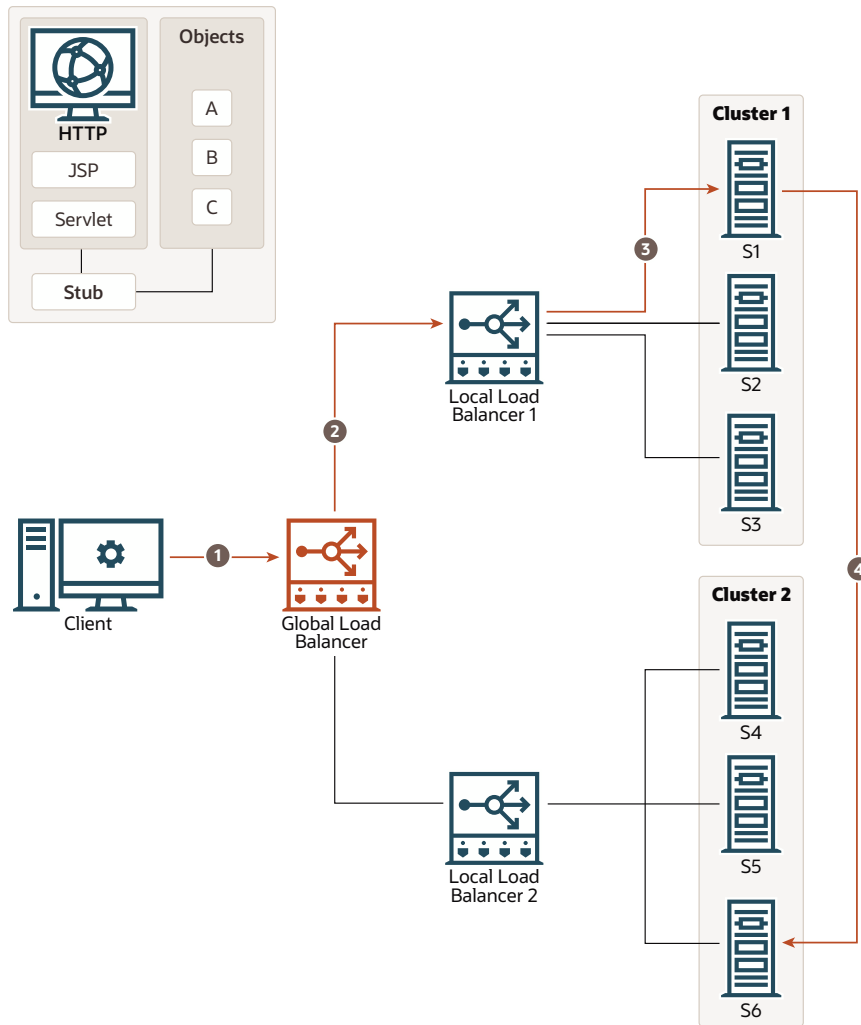 Objects
HTTP
JSP
Servlet
A
B
C
Stub
Cluster 1
S1
S2
S3
3
Local Load
Balancer 1
2
1
Client
Global Load
Balancer
4
Cluster 2
S4
S5
S6
Local Load
Balancer 2